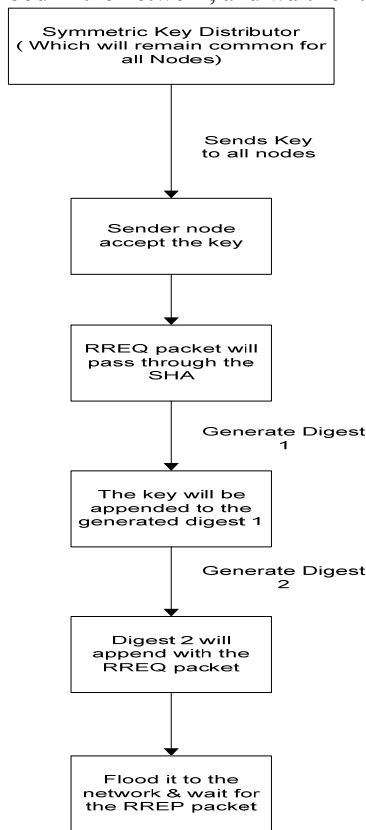 Symmetric Key Distributor
( Which will remain common for
all Nodes)
Sends Key
to all nodes
Sender node
accept the key
RREQ packet will
pass through the
SHA
Generate Digest
1
The key will be
appended to the
generated digest 1
Generate Digest
2
Digest 2 will
append with the
RREQ packet
Flood it to the
network & wait for
the RREP packet